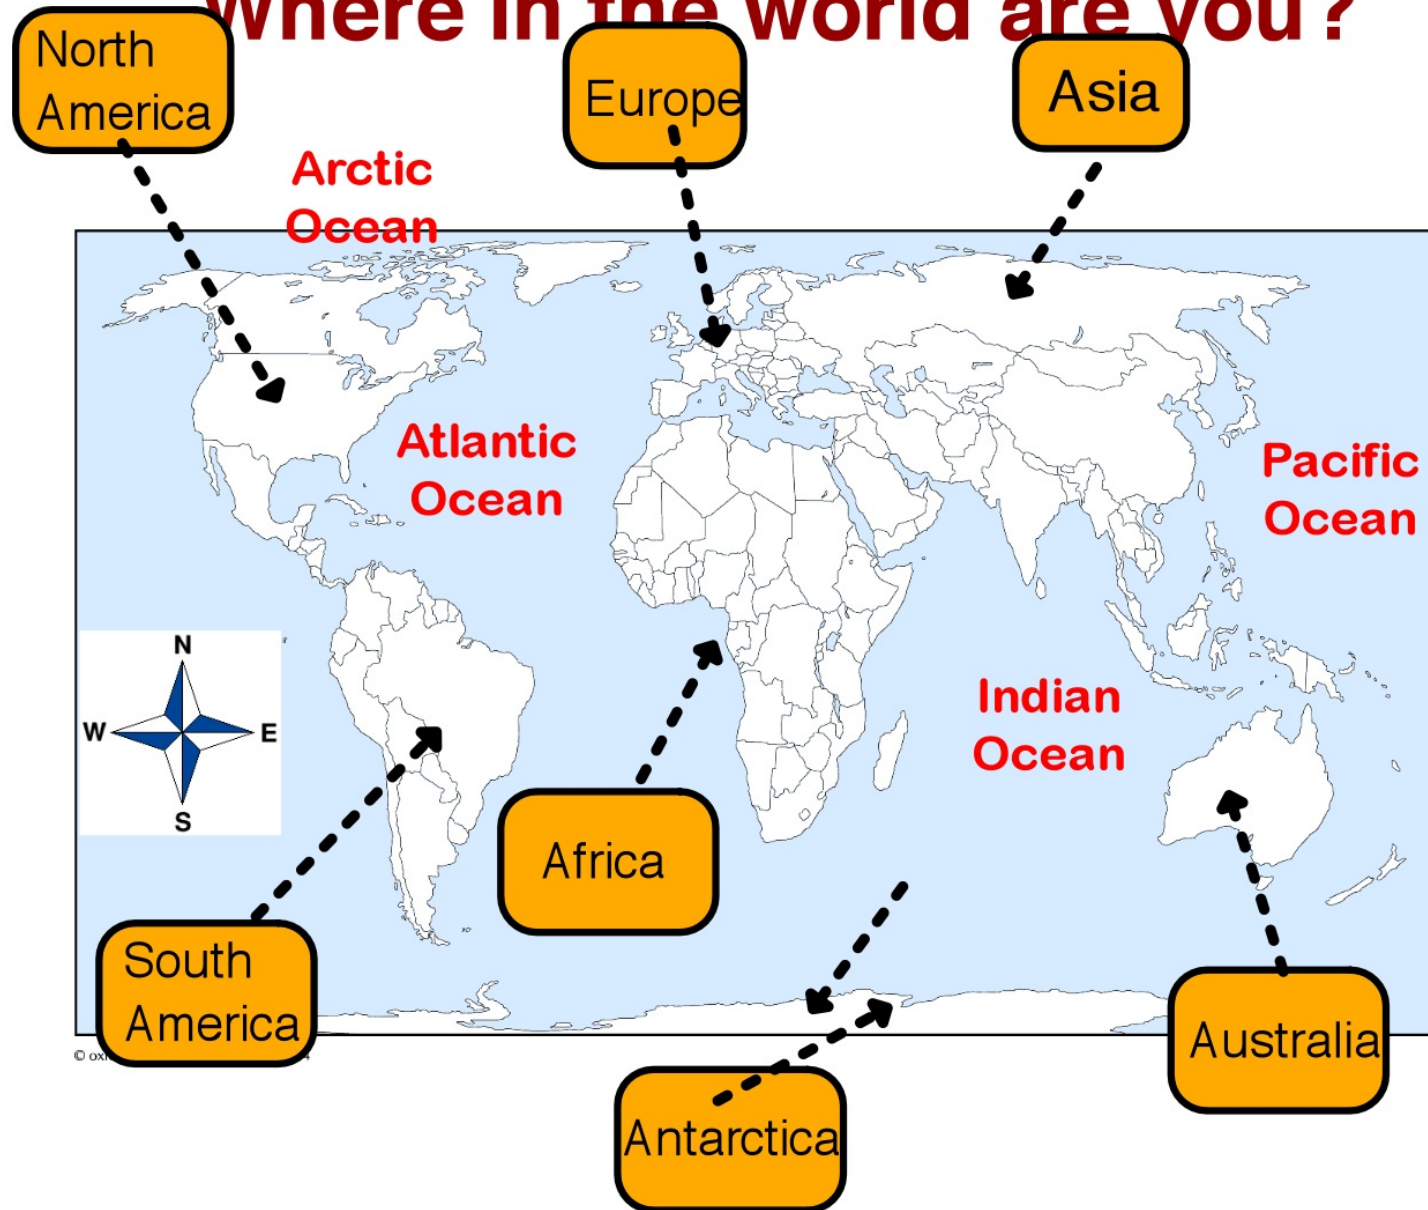 Where in the world are you?
North
America
Europe
Asia
Arctic
Ocean
Atlantic
Ocean
Pacific
Ocean
N
W
E
S
Indian
Ocean
Africa
South
America
Australia
©
4
Antarctica